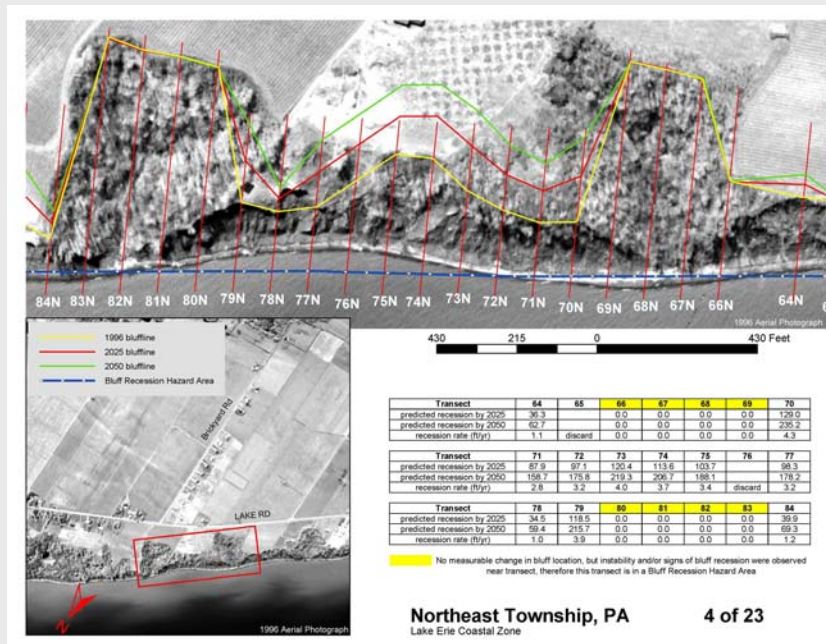 84N 83N 82N 81N 80N 79N 78N 77N 76N 75N 74N 73N 72N 71N 70N 69N 68N 67N 66N 64N
1996 Aerial Photograph
1996 bluffline
2025 bluffline
2050 bluffline
Bluff Recession Hazard Area
Brickyard Rd
LAKE RD
N
1996 Aerial Photograph
430 215 0 430 Feet
Transect 64 65 66 67 68 69 70
predicted recession by 2025 36.3 0.0 0.0 0.0 0.0 129.0
predicted recession by 2050 62.7 0.0 0.0 0.0 0.0 235.2
recession rate (ft/yr) 1.1 discard 0.0 0.0 0.0 0.0 4.3
Transect 71 72 73 74 75 76 77
predicted recession by 2025 87.9 97.1 120.4 113.6 103.7 98.3
predicted recession by 2050 158.7 175.8 219.3 206.7 188.1 178.2
recession rate (ft/yr) 2.8 3.2 4.0 3.7 3.4 discard 3.2
Transect 78 79 80 81 82 83 84
predicted recession by 2025 34.5 118.5 0.0 0.0 0.0 0.0 39.9
predicted recession by 2050 59.4 215.7 0.0 0.0 0.0 0.0 69.3
recession rate (ft/yr) 1.0 3.9 0.0 0.0 0.0 0.0 1.2
No measurable change in bluff location, but instability and/or signs of bluff recession were observed
near transect, therefore this transect is in a Bluff Recession Hazard Area
Northeast Township, PA 4 of 23
Lake Erie Coastal Zone